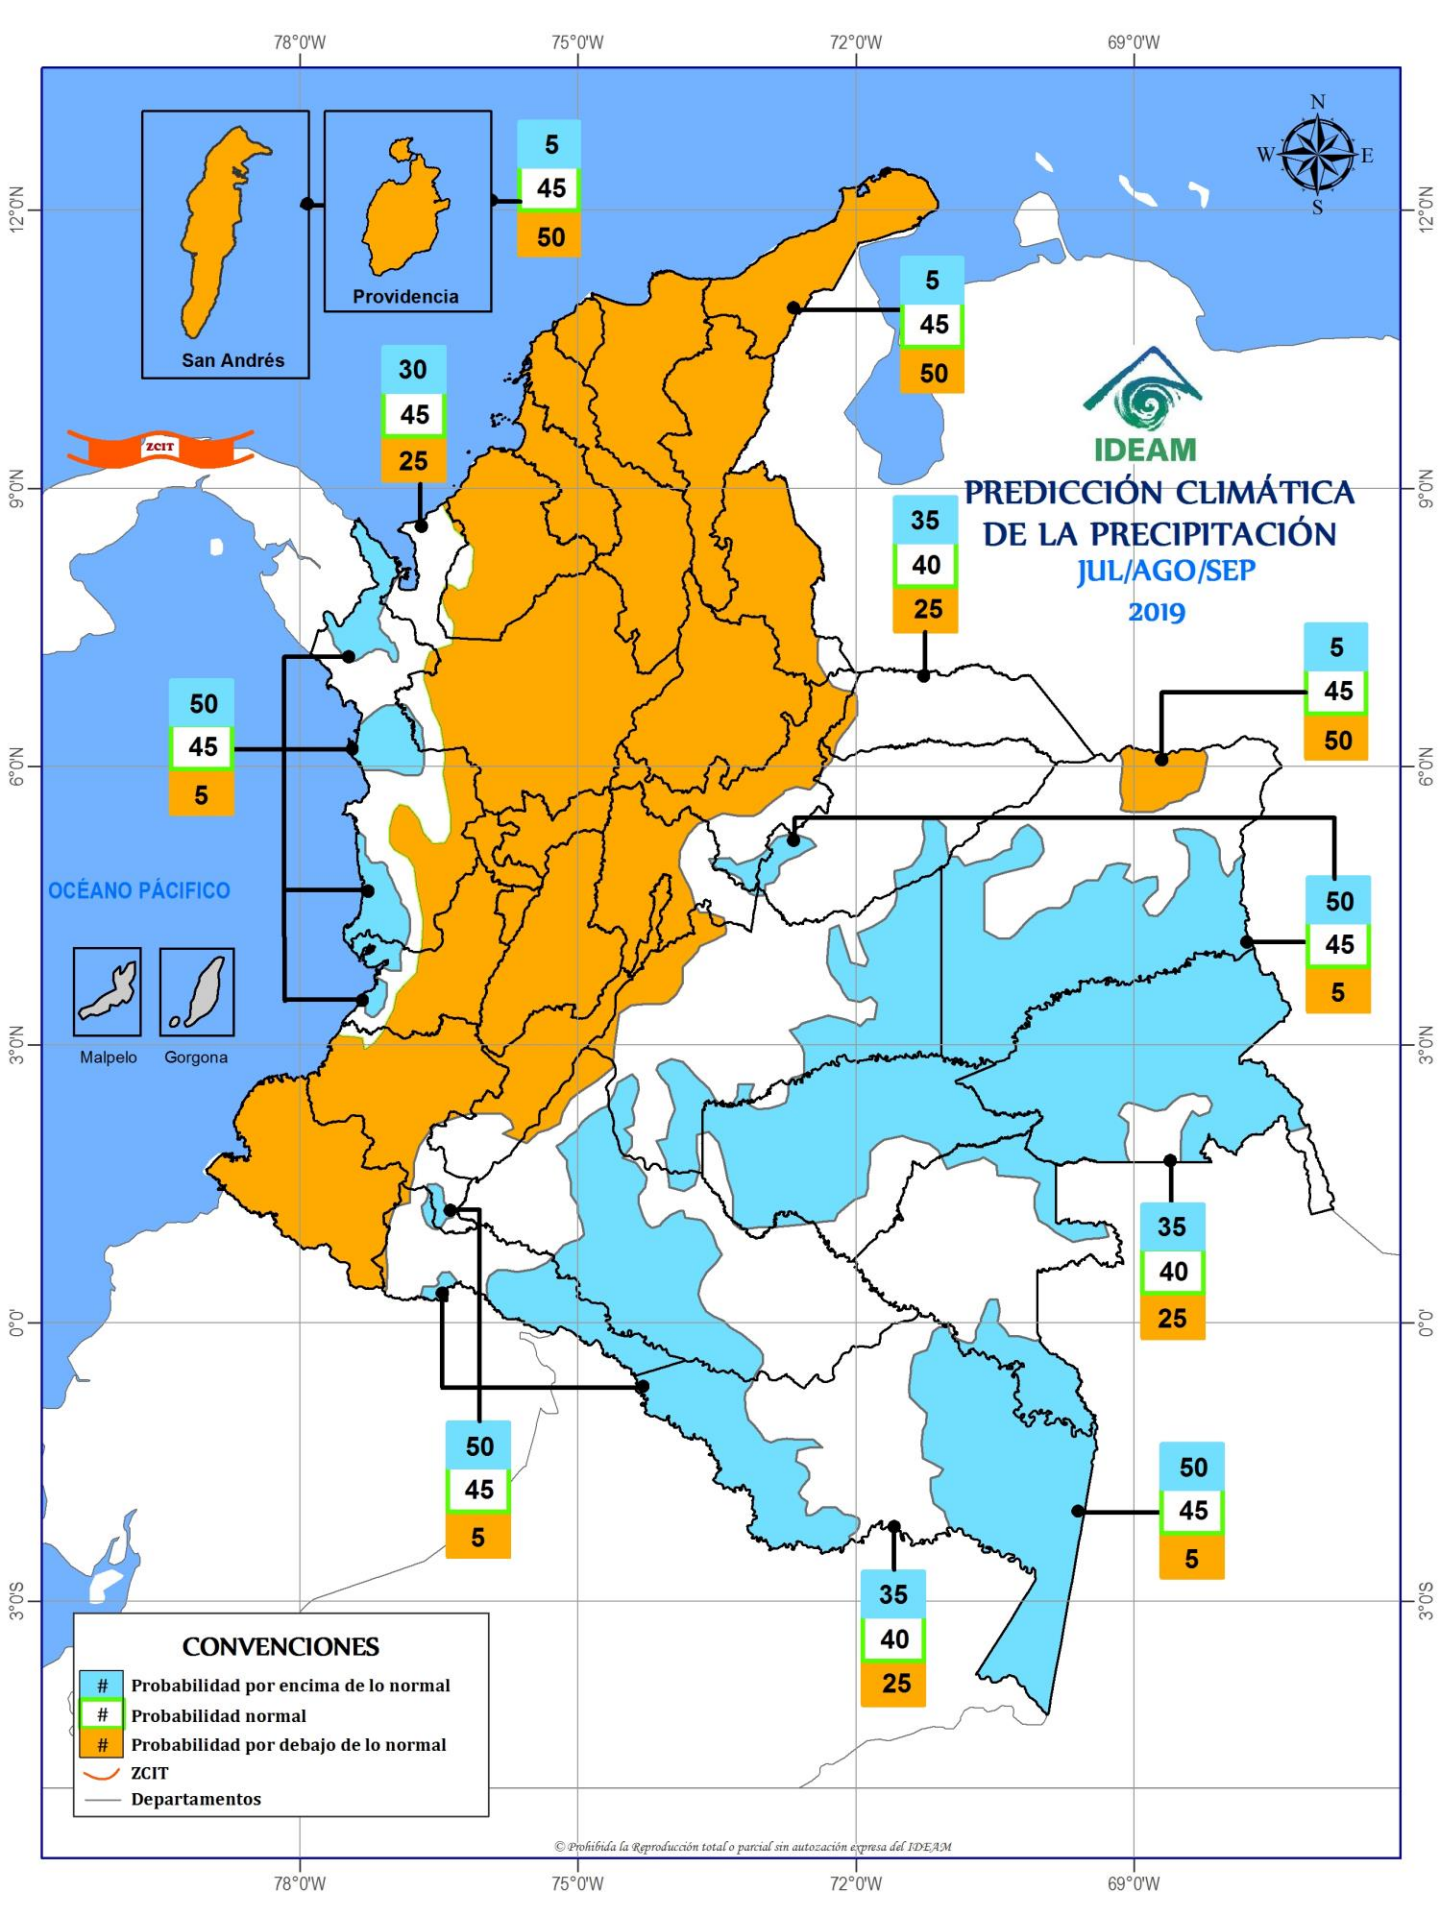 78°0'W 75°0'W 72°0'W 69°0'W
N
W E
S
12°0'N 12°0'N
5
45
50
Providencia
San Andrés
5
45
50
30
45
25
ZCIT
IDEAM
9°0'N 9°0'N
PREDICCIÓN CLIMÁTICA
DE LA PRECIPITACIÓN
JUL/AGO/SEP
2019
35
40
25
5
45
50
50
45
5
6°0'N 6°0'N
OCÉANO PÁCIFICO
50
45
5
Malpelo Gorgona
3°0'N 3°0'N
35
40
25
0°0' 0°0'
50
45
5
50
45
5
35
40
25
3°0'S 3°0'S
CONVENCIONES
# Probabilidad por encima de lo normal
# Probabilidad normal
# Probabilidad por debajo de lo normal
ZCIT
Departamentos
© Prohibida la Reproducción total o parcial sin autozación expresa del IDEAM
78°0'W 75°0'W 72°0'W 69°0'W